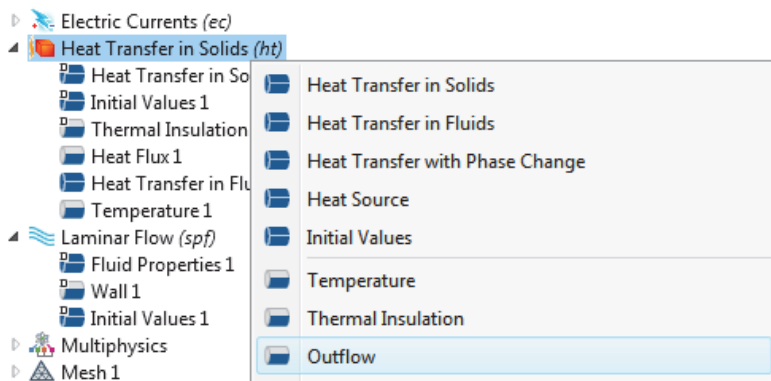 Electric Currents (ec)
Heat Transfer in Solids (ht)
D Heat Transfer in So
D Initial Values 1
D Thermal Insulation
Heat Flux 1
Heat Transfer in Flu
Temperature 1
Laminar Flow (spf)
D Fluid Properties 1
D Wall 1
D Initial Values 1
Multiphysics
Mesh 1
Heat Transfer in Solids
Heat Transfer in Fluids
Heat Transfer with Phase Change
Heat Source
Initial Values
Temperature
Thermal Insulation
Outflow